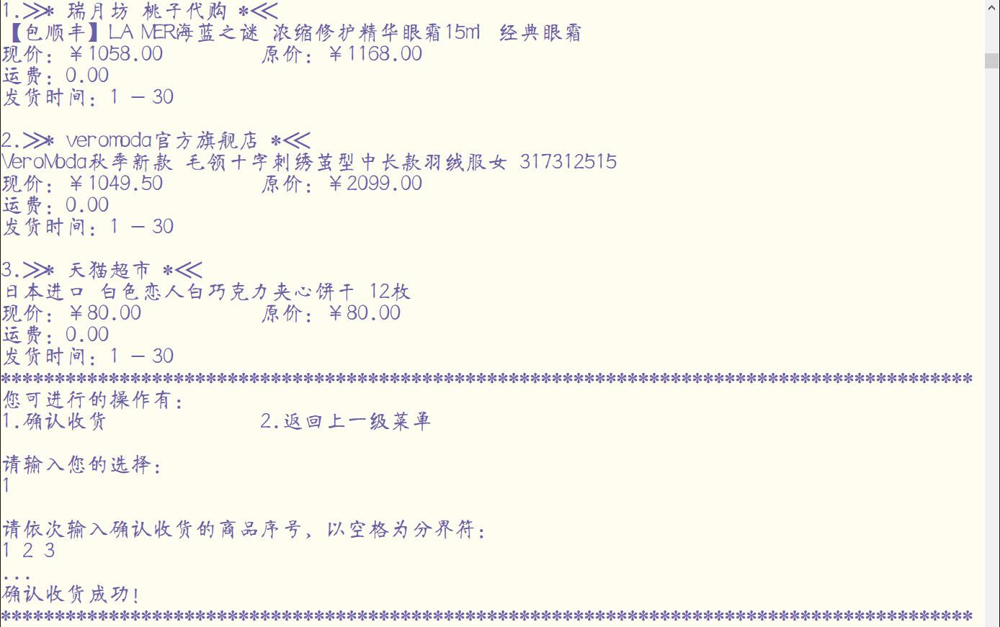 1.>>* 瑞月坊 桃子代购 *<<
【包顺丰】LA MER海蓝之谜 浓缩修护精华眼霜15ml 经典眼霜
现价：￥1058.00 原价：￥1168.00
运费：0.00
发货时间：1 - 30
2.>>* veromoda官方旗舰店 *<<
VeroModa秋季新款 毛领十字刺绣茧型中长款羽绒服女 317312515
现价：￥1049.50 原价：￥2099.00
运费：0.00
发货时间：1 - 30
3.>>* 天猫超市 *<<
日本进口 白色恋人白巧克力夹心饼干 12枚
现价：￥80.00 原价：￥80.00
运费：0.00
发货时间：1 - 30
******************************************************************************************
您可进行的操作有：
1.确认收货 2.返回上一级菜单
请输入您的选择：
1
请依次输入确认收货的商品序号、以空格为分界符：
1 2 3
...
确认收货成功！
******************************************************************************************